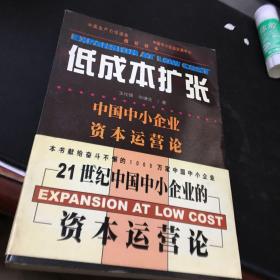 EXPANSION AT LOW COST
低成本扩张
中国中小企业
资本运营论
本书献给奋斗不懈的1000万家中国中小企业
21世纪中国中小企业的
EXPANSION AT LOW COST
资本运营论